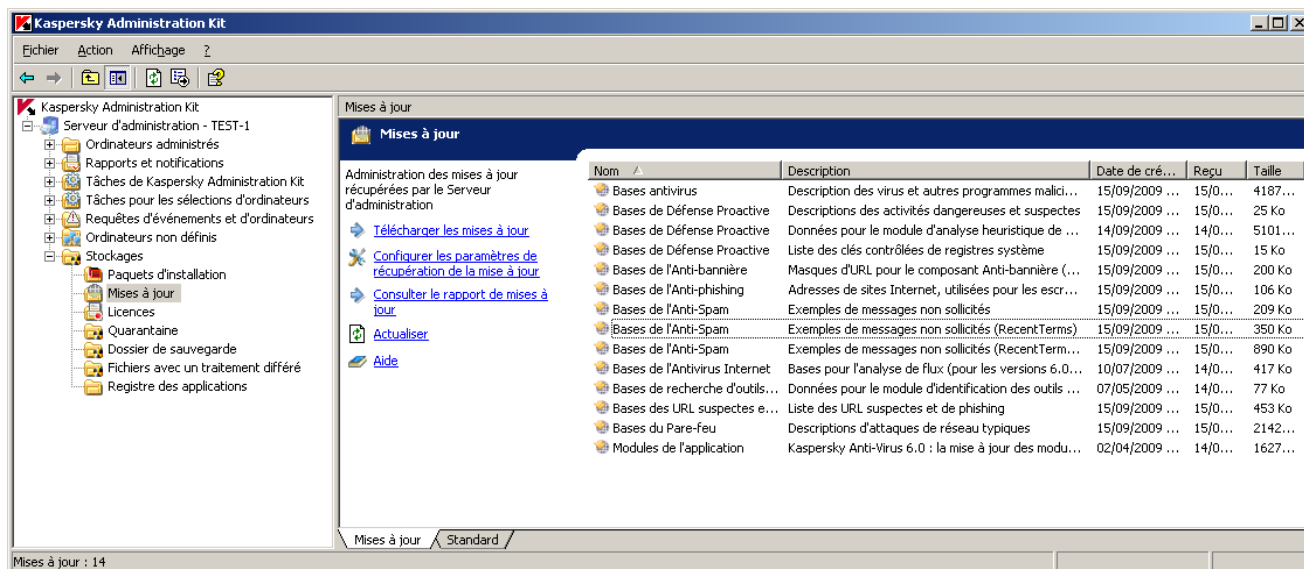 Kaspersky Administration Kit
Fichier Action Affichage ?
Kaspersky Administration Kit
Serveur d'administration - TEST-1
Ordinateurs administrés
Rapports et notifications
Tâches de Kaspersky Administration Kit
Tâches pour les sélections d'ordinateurs
Requêtes d'événements et d'ordinateurs
Ordinateurs non définis
Stockages
Paquets d'installation
Mises à jour
Licences
Quarantaine
Dossier de sauvegarde
Fichiers avec un traitement différé
Registre des applications
Mises à jour
Mises à jour
Administration des mises à jour
récupérées par le Serveur
d'administration
Télécharger les mises à jour
Configurer les paramètres de
récupération de la mise à jour
Consulter le rapport de mises à
jour
Actualiser
Aide
Nom Description Date de cré... Reçu Taille
Bases antivirus Description des virus et autres programmes malici... 15/09/2009 ... 15/0... 4187...
Bases de Défense Proactive Descriptions des activités dangereuses et suspectes 15/09/2009 ... 15/0... 25 Ko
Bases de Défense Proactive Données pour le module d'analyse heuristique de ... 14/09/2009 ... 14/0... 5101...
Bases de Défense Proactive Liste des clés contrôlées de registres système 15/09/2009 ... 15/0... 15 Ko
Bases de l'Anti-bannière Masques d'URL pour le composant Anti-bannière (... 15/09/2009 ... 15/0... 200 Ko
Bases de l'Anti-phishing Adresses de sites Internet, utilisées pour les escr... 15/09/2009 ... 15/0... 106 Ko
Bases de l'Anti-Spam Exemples de messages non sollicités 15/09/2009 ... 15/0... 209 Ko
Bases de l'Anti-Spam Exemples de messages non sollicités (RecentTerms) 15/09/2009 ... 15/0... 350 Ko
Bases de l'Anti-Spam Exemples de messages non sollicités (RecentTerm... 15/09/2009 ... 15/0... 890 Ko
Bases de l'Antivirus Internet Bases pour l'analyse de flux (pour les versions 6.0... 10/07/2009 ... 14/0... 417 Ko
Bases de recherche d'outils... Données pour le module d'identification des outils ... 07/05/2009 ... 14/0... 77 Ko
Bases des URL suspectes e... Liste des URL suspectes et de phishing 15/09/2009 ... 15/0... 453 Ko
Bases du Pare-feu Descriptions d'attaques de réseau typiques 15/09/2009 ... 15/0... 2142...
Modules de l'application Kaspersky Anti-Virus 6.0 : la mise à jour des modu... 02/04/2009 ... 14/0... 1627...
Mises à jour Standard
Mises à jour : 14